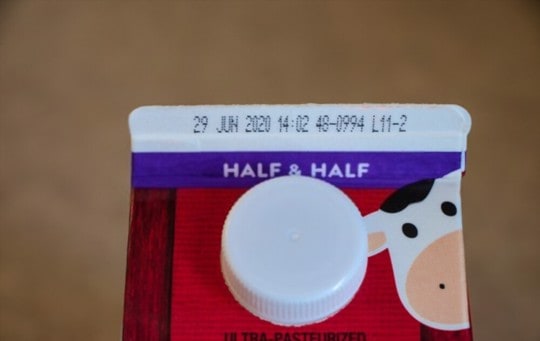 29 JUN 2020 14:02 48-0994 L11-2
HALF & HALF
ULTRA-PASTEURIZED